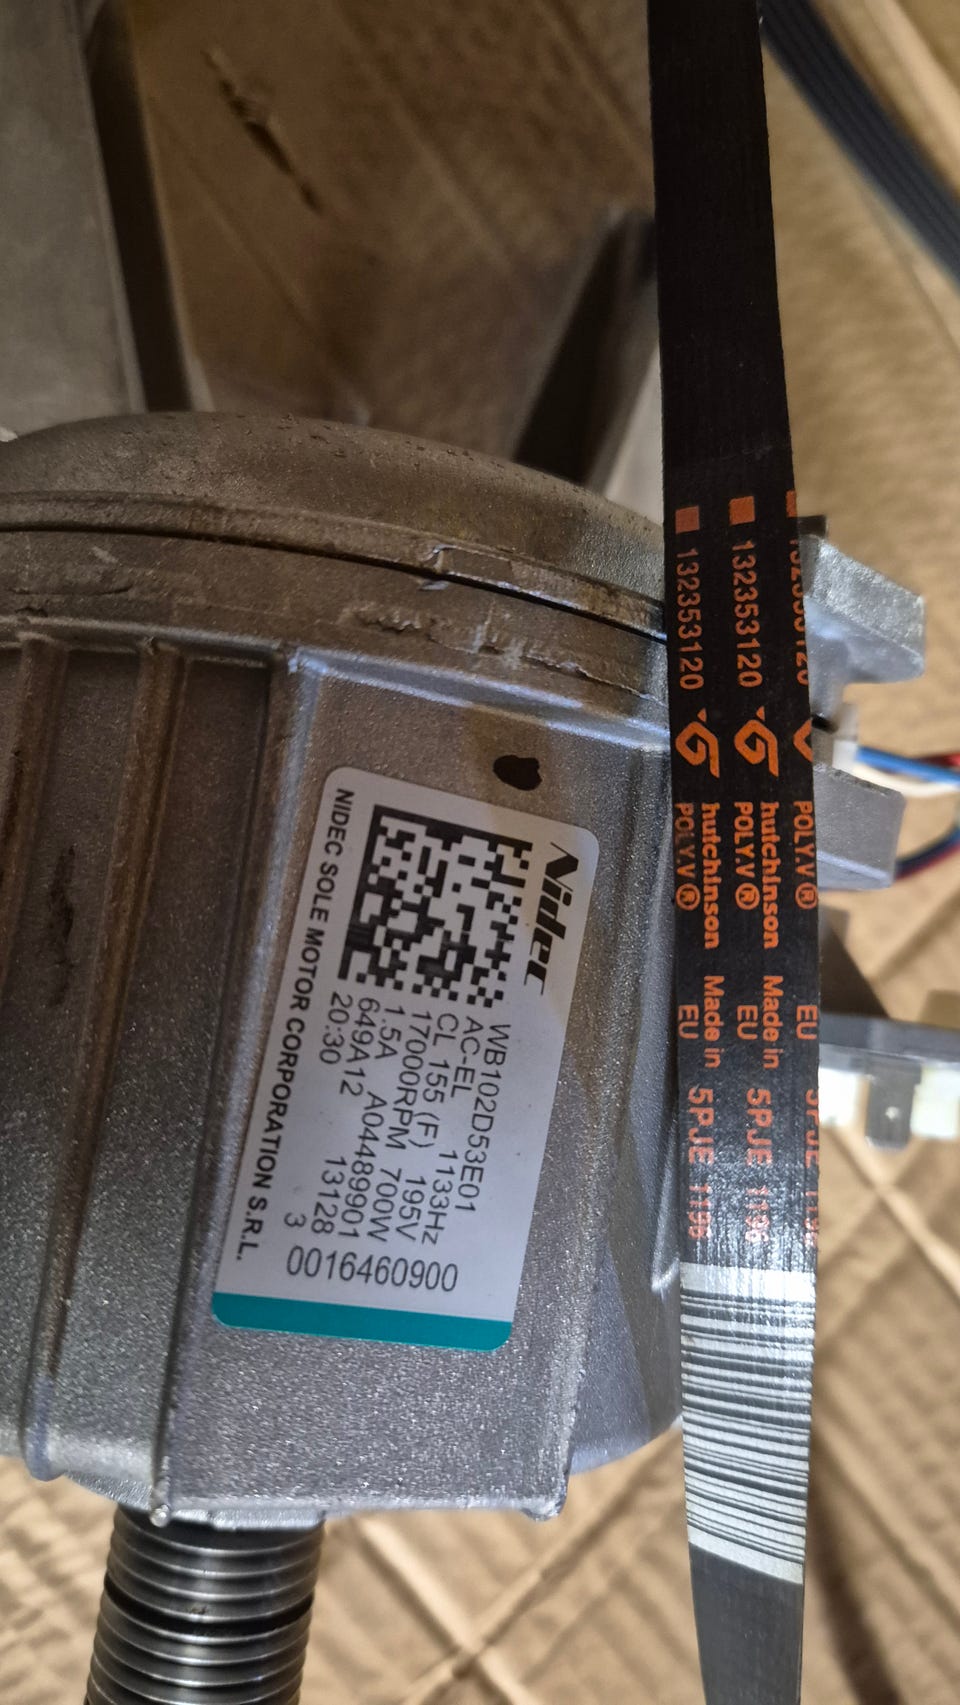 Nidec
WB102D53E01
AC-EL 1133Hz
CL 155 (F) 195V
17000RPM 700W
1.5A A04489901
649A12 13128
20:30 3
0016460900
NIDEC SOLE MOTOR CORPORATION S.R.L.
132353120 hutchinson POLY.V ® Made in EU 5PJE 1196
132353120 hutchinson POLY.V ® Made in EU 5PJE 1196
POLY.V ® EU